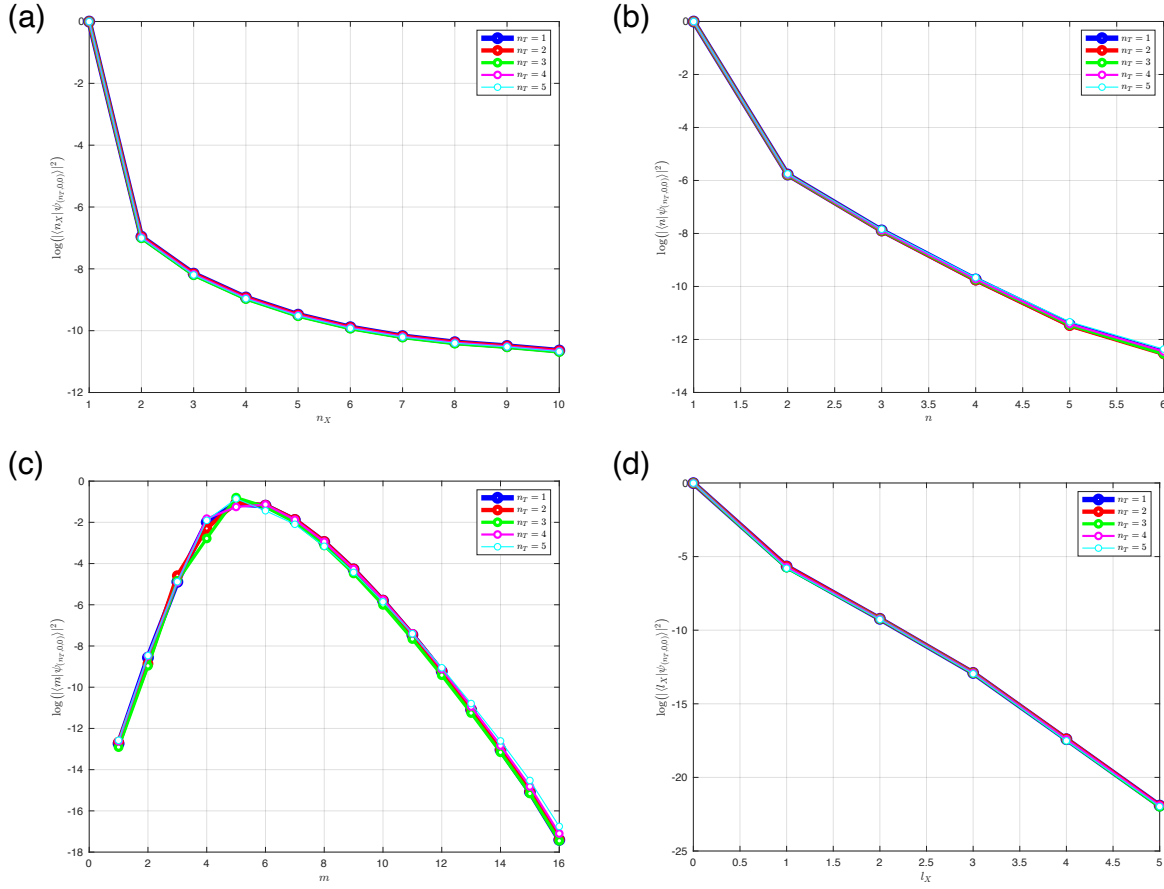 (a)
0
-2
-4
-6
-8
-10
-12
1 2 3 4 5 6 7 8 9 10
n_X
log(|⟨n_X|ψ_(n_T,0,0)⟩|²)
n_T = 1
n_T = 2
n_T = 3
n_T = 4
n_T = 5
(b)
0
-2
-4
-6
-8
-10
-12
-14
1 1.5 2 2.5 3 3.5 4 4.5 5 5.5 6
n
log(|⟨n|ψ_(n_T,0,0)⟩|²)
n_T = 1
n_T = 2
n_T = 3
n_T = 4
n_T = 5
(c)
0
-2
-4
-6
-8
-10
-12
-14
-16
-18
0 2 4 6 8 10 12 14 16
m
log(|⟨m|ψ_(n_T,0,0)⟩|²)
n_T = 1
n_T = 2
n_T = 3
n_T = 4
n_T = 5
(d)
0
-5
-10
-15
-20
-25
0 0.5 1 1.5 2 2.5 3 3.5 4 4.5 5
l_X
log(|⟨l_X|ψ_(n_T,0,0)⟩|²)
n_T = 1
n_T = 2
n_T = 3
n_T = 4
n_T = 5